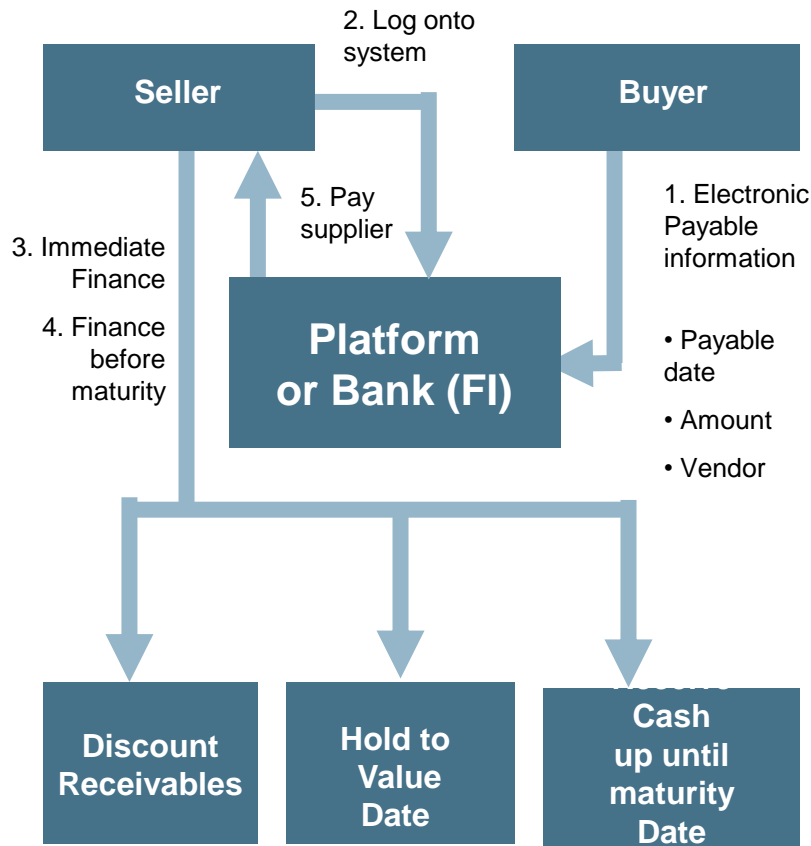 2. Log onto
system
Seller
Buyer
5. Pay
supplier
1. Electronic
Payable
information
3. Immediate
Finance
4. Finance
before
maturity
Platform
or Bank (FI)
• Payable
date
• Amount
• Vendor
Discount
Receivables
Hold to
Value
Date
Cash
up until
maturity
Date